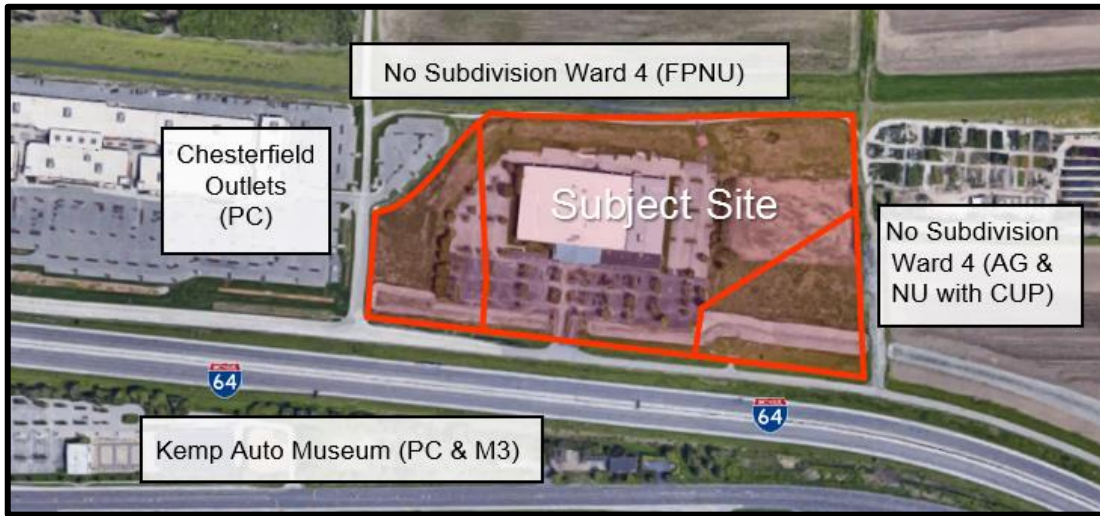 No Subdivision Ward 4 (FPNU)
Chesterfield
Outlets
(PC)
Subject Site
No Subdivision
Ward 4 (AG &
NU with CUP)
64
64
Kemp Auto Museum (PC & M3)